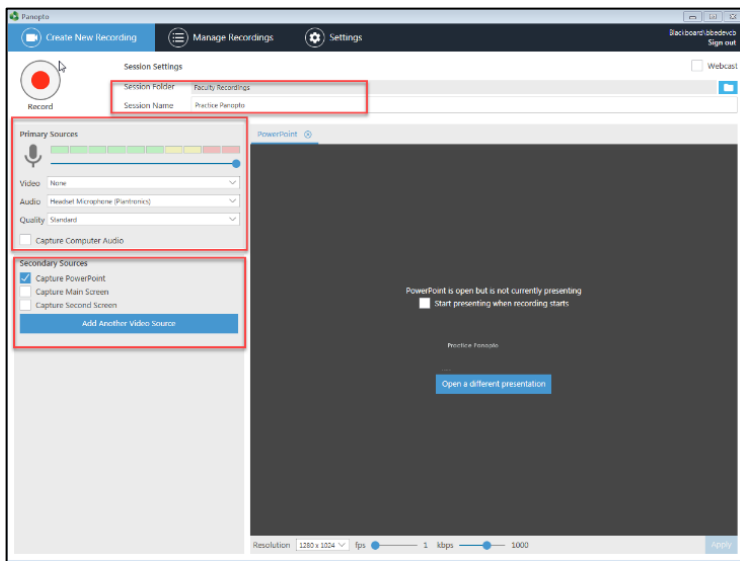 Panopto
Create New Recording
Manage Recordings
Settings
Blackboard\bbedevcb
Sign out
Session Settings
Webcast
Session Folder
Faculty Recordings
Record
Session Name
Practice Panopto
Primary Sources
PowerPoint
Video
None
Audio
Headset Microphone (Plantronics)
Quality
Standard
Capture Computer Audio
Secondary Sources
Capture PowerPoint
Capture Main Screen
Capture Second Screen
Add Another Video Source
PowerPoint is open but is not currently presenting
Start presenting when recording starts
Practice Panopto
Open a different presentation
Resolution
1280 x 1024
fps
1
kbps
1000
Apply